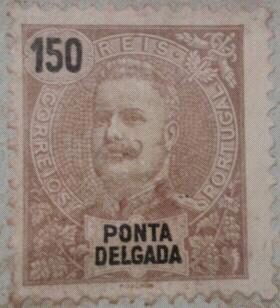 150
REIS
CORREIOS
PORTUGAL
PONTA
DELGADA